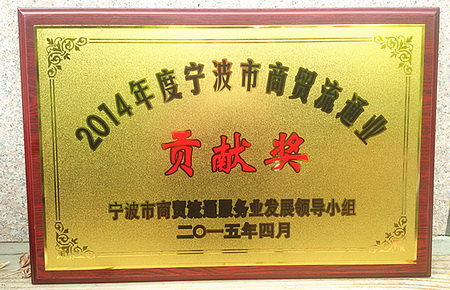 2014年度宁波市商贸流通业
贡献奖
宁波市商贸流通服务业发展领导小组
二〇一五年四月